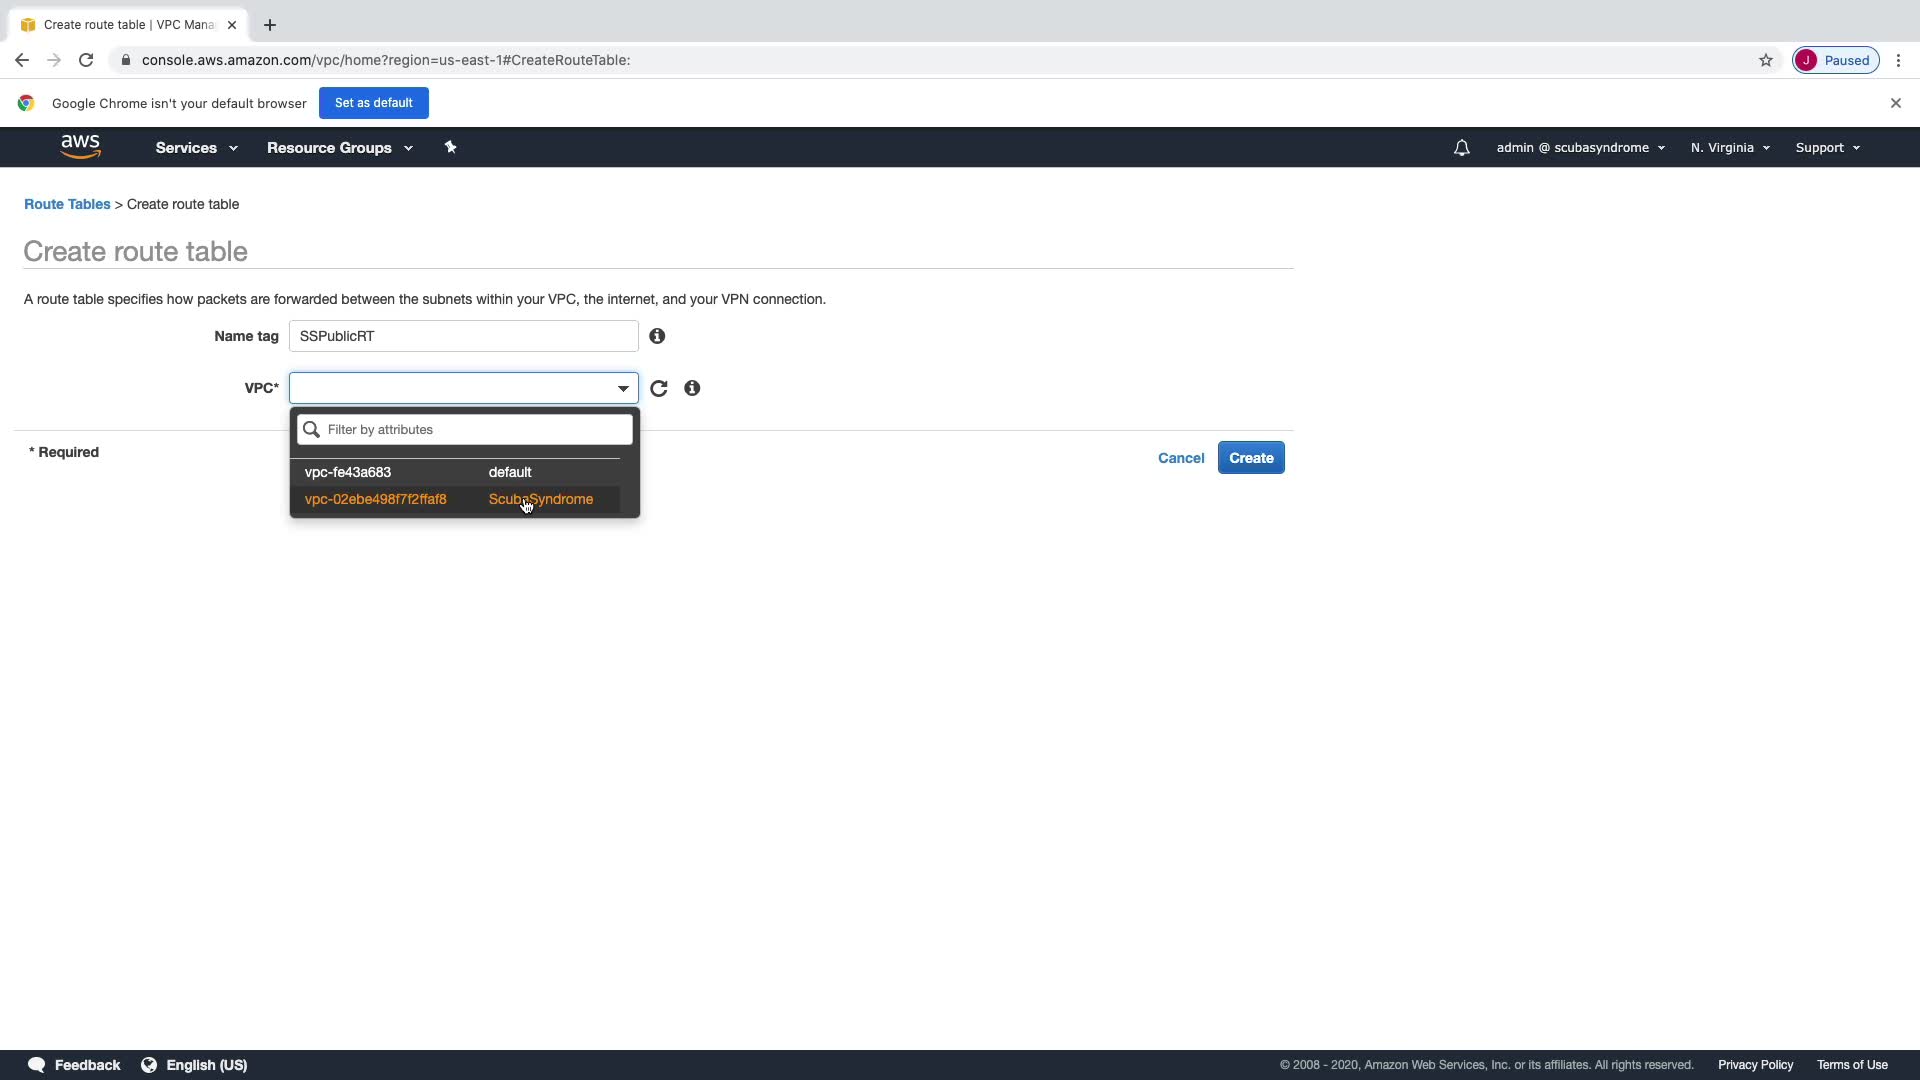 Create route table | VPC Mana
console.aws.amazon.com/vpc/home?region=us-east-1#CreateRouteTable:
J Paused
Google Chrome isn't your default browser Set as default
aws Services Resource Groups admin @ scubasyndrome N. Virginia Support
Route Tables > Create route table
Create route table
A route table specifies how packets are forwarded between the subnets within your VPC, the internet, and your VPN connection.
Name tag SSPublicRT
VPC*
Filter by attributes
vpc-fe43a683 default
vpc-02ebe498f7f2ffaf8 ScubaSyndrome
* Required
Cancel Create
Feedback English (US) © 2008 - 2020, Amazon Web Services, Inc. or its affiliates. All rights reserved. Privacy Policy Terms of Use